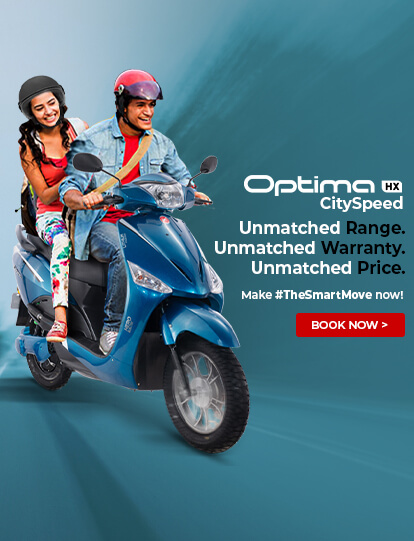 Optima HX
CitySpeed
Unmatched Range.
Unmatched Warranty.
Unmatched Price.
Make #TheSmartMove now!
BOOK NOW >